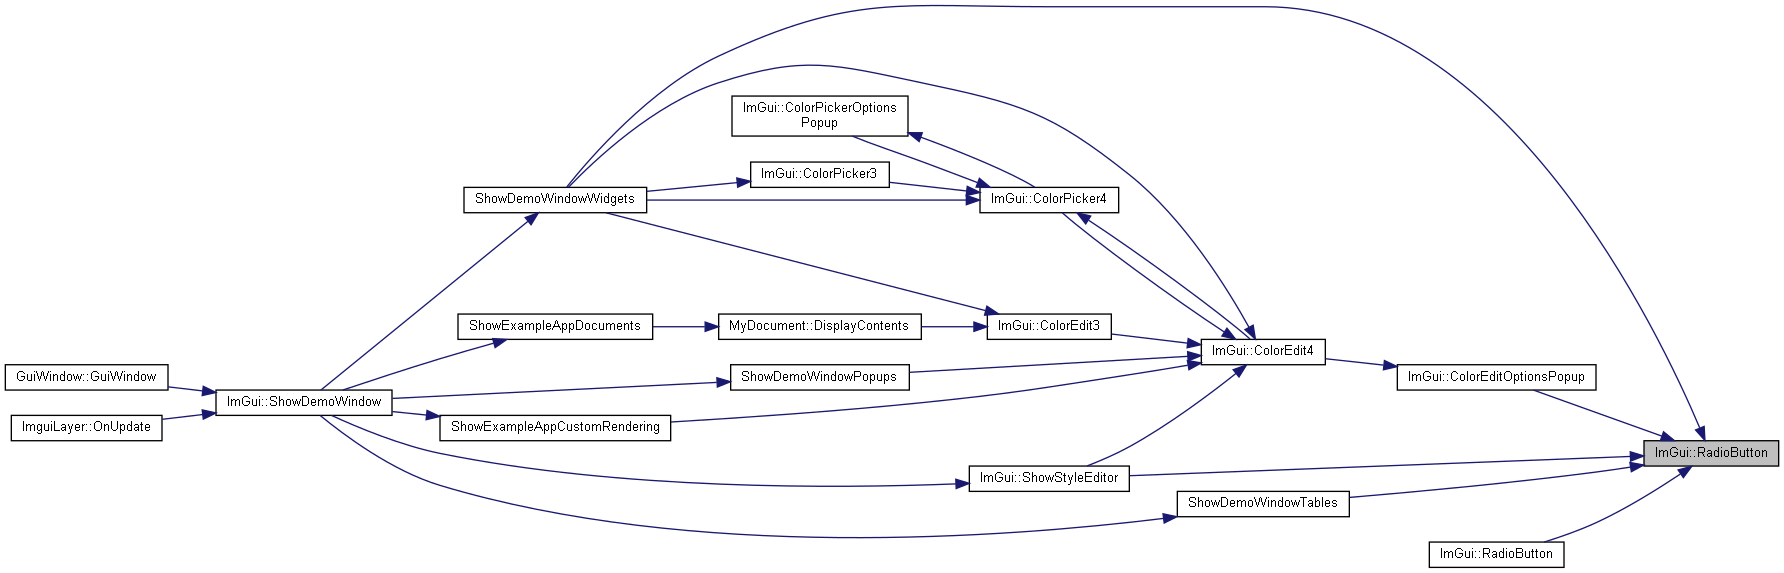 ImGui::ColorPickerOptions
Popup
ImGui::ColorPicker3
ShowDemoWindowWidgets
ImGui::ColorPicker4
ShowExampleAppDocuments
MyDocument::DisplayContents
ImGui::ColorEdit3
ImGui::ColorEdit4
GuiWindow::GuiWindow
ShowDemoWindowPopups
ImGui::ColorEditOptionsPopup
ImGui::ShowDemoWindow
ImguiLayer::OnUpdate
ShowExampleAppCustomRendering
ImGui::RadioButton
ImGui::ShowStyleEditor
ShowDemoWindowTables
ImGui::RadioButton